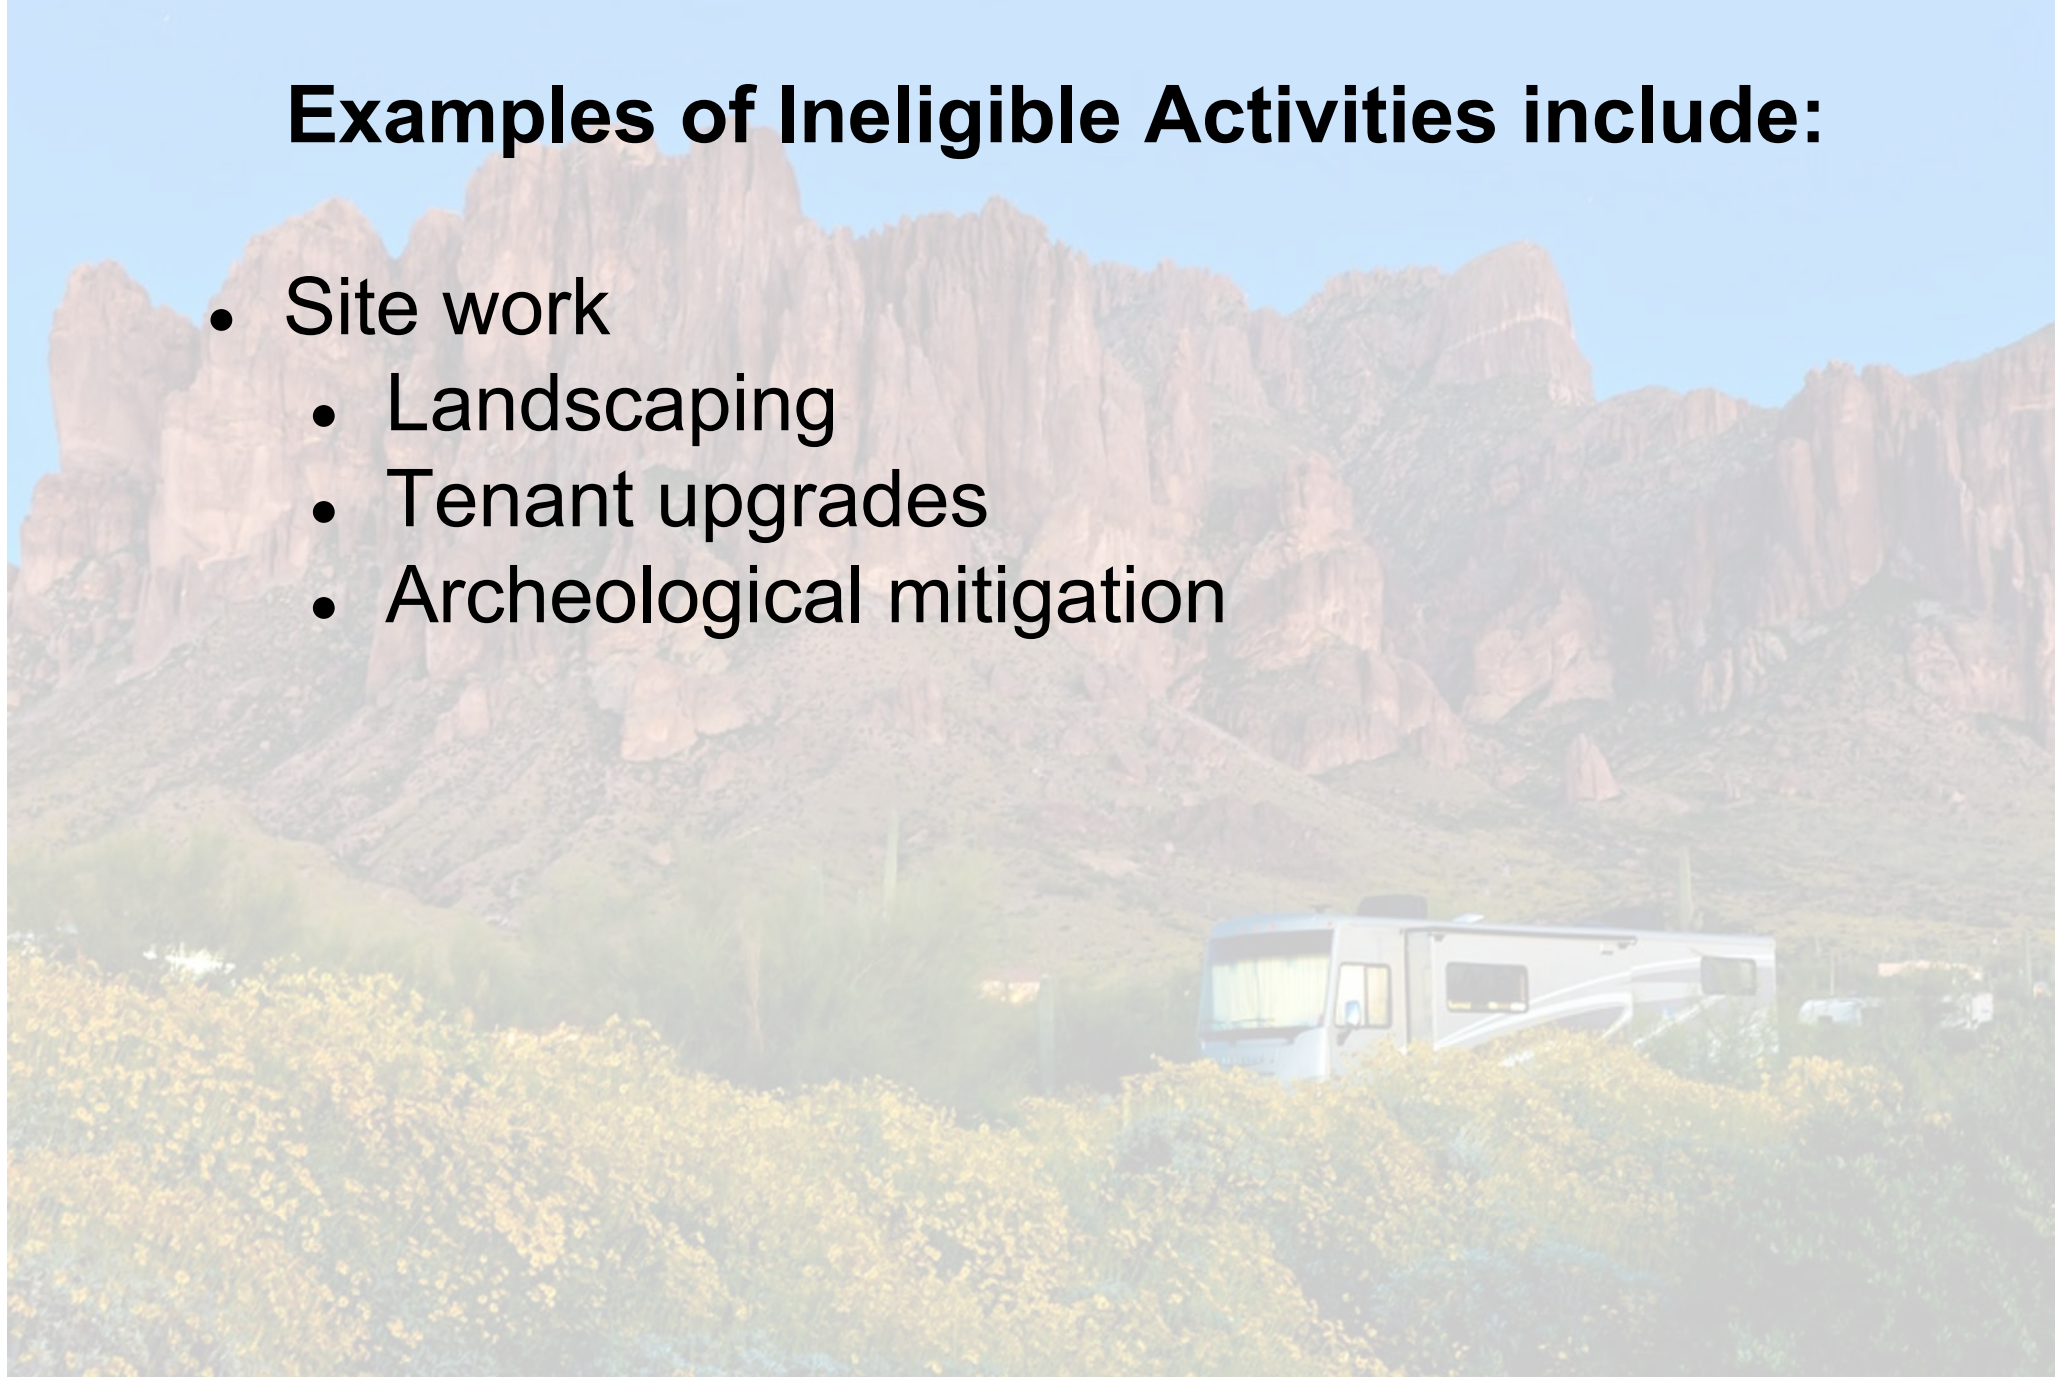 Examples of Ineligible Activities include:
● Site work
● Landscaping
● Tenant upgrades
● Archeological mitigation